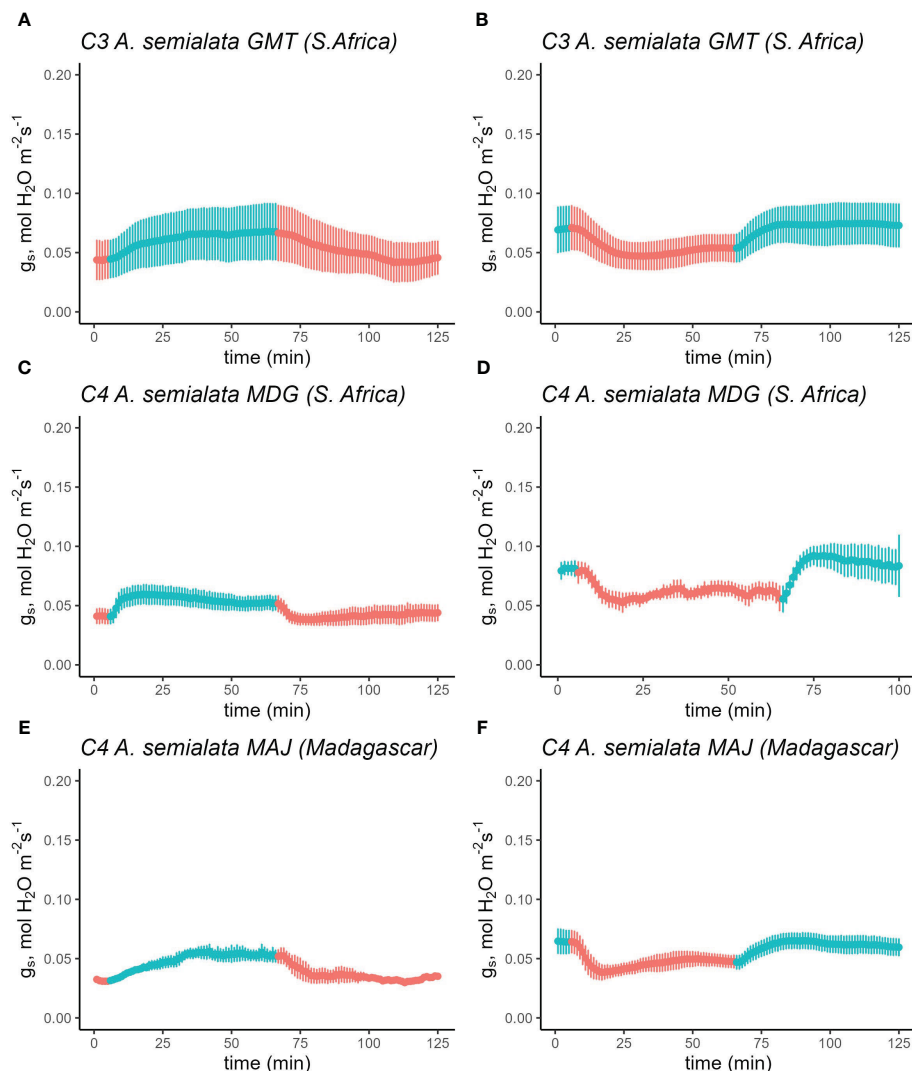 A
C3 A. semialata GMT (S.Africa)
0.20
0.15
0.10
0.05
0.00
gs, mol H2O m-2s-1
0 25 50 75 100 125
time (min)
B
C3 A. semialata GMT (S. Africa)
0.20
0.15
0.10
0.05
0.00
gs, mol H2O m-2s-1
0 25 50 75 100 125
time (min)
C
C4 A. semialata MDG (S. Africa)
0.20
0.15
0.10
0.05
0.00
gs, mol H2O m-2s-1
0 25 50 75 100 125
time (min)
D
C4 A. semialata MDG (S. Africa)
0.20
0.15
0.10
0.05
0.00
gs, mol H2O m-2s-1
0 25 50 75 100
time (min)
E
C4 A. semialata MAJ (Madagascar)
0.20
0.15
0.10
0.05
0.00
gs, mol H2O m-2s-1
0 25 50 75 100 125
time (min)
F
C4 A. semialata MAJ (Madagascar)
0.20
0.15
0.10
0.05
0.00
gs, mol H2O m-2s-1
0 25 50 75 100 125
time (min)